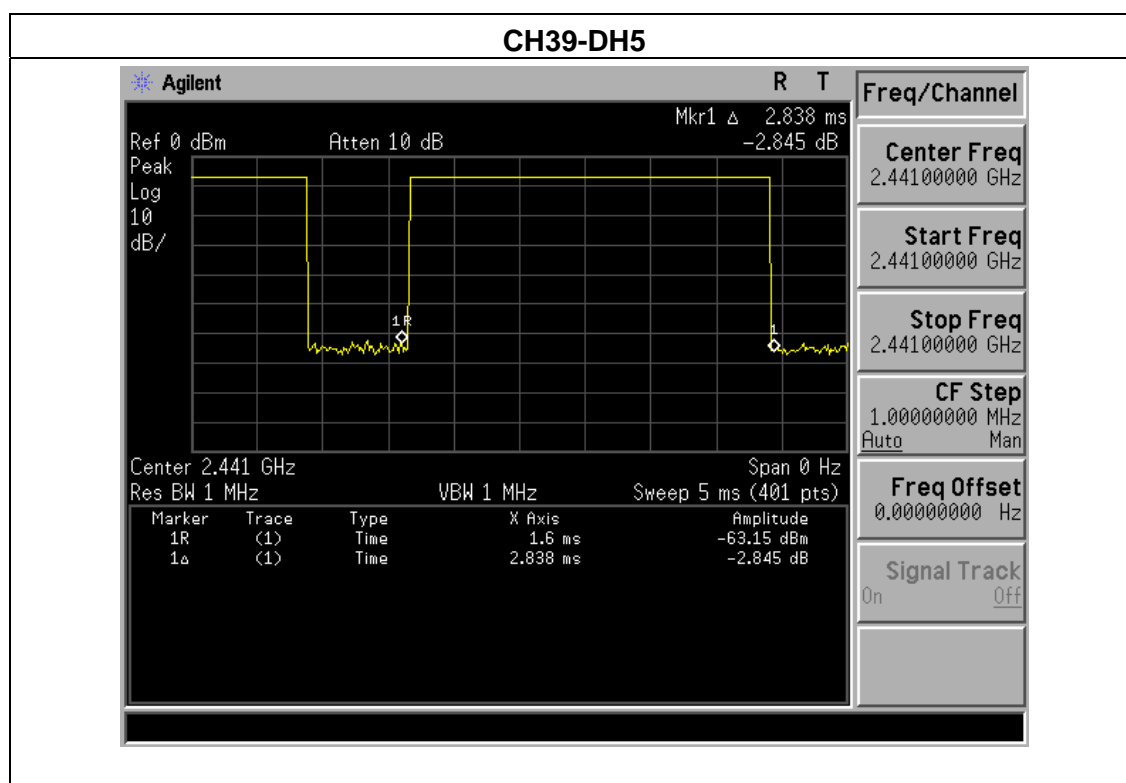 CH39-DH5
Agilent
R T
Mkr1 Δ 2.838 ms
Ref 0 dBm Atten 10 dB -2.845 dB
Peak
Log
10
dB/
1R
1
Center 2.441 GHz Span 0 Hz
Res BW 1 MHz VBW 1 MHz Sweep 5 ms (401 pts)
Marker Trace Type X Axis Amplitude
1R (1) Time 1.6 ms -63.15 dBm
1Δ (1) Time 2.838 ms -2.845 dB
Freq/Channel
Center Freq
2.44100000 GHz
Start Freq
2.44100000 GHz
Stop Freq
2.44100000 GHz
CF Step
1.00000000 MHz
Auto Man
Freq Offset
0.00000000 Hz
Signal Track
On Off